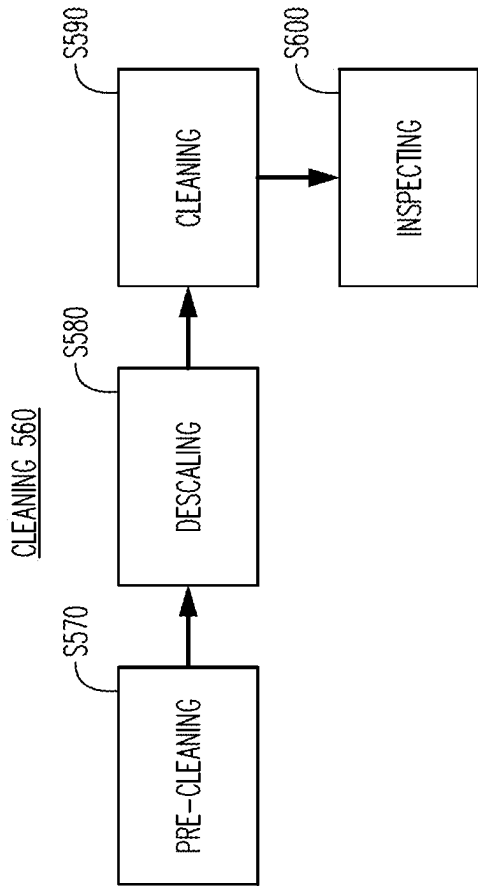 CLEANING 560
S570
PRE-CLEANING
S580
DESCALING
S590
CLEANING
S600
INSPECTING